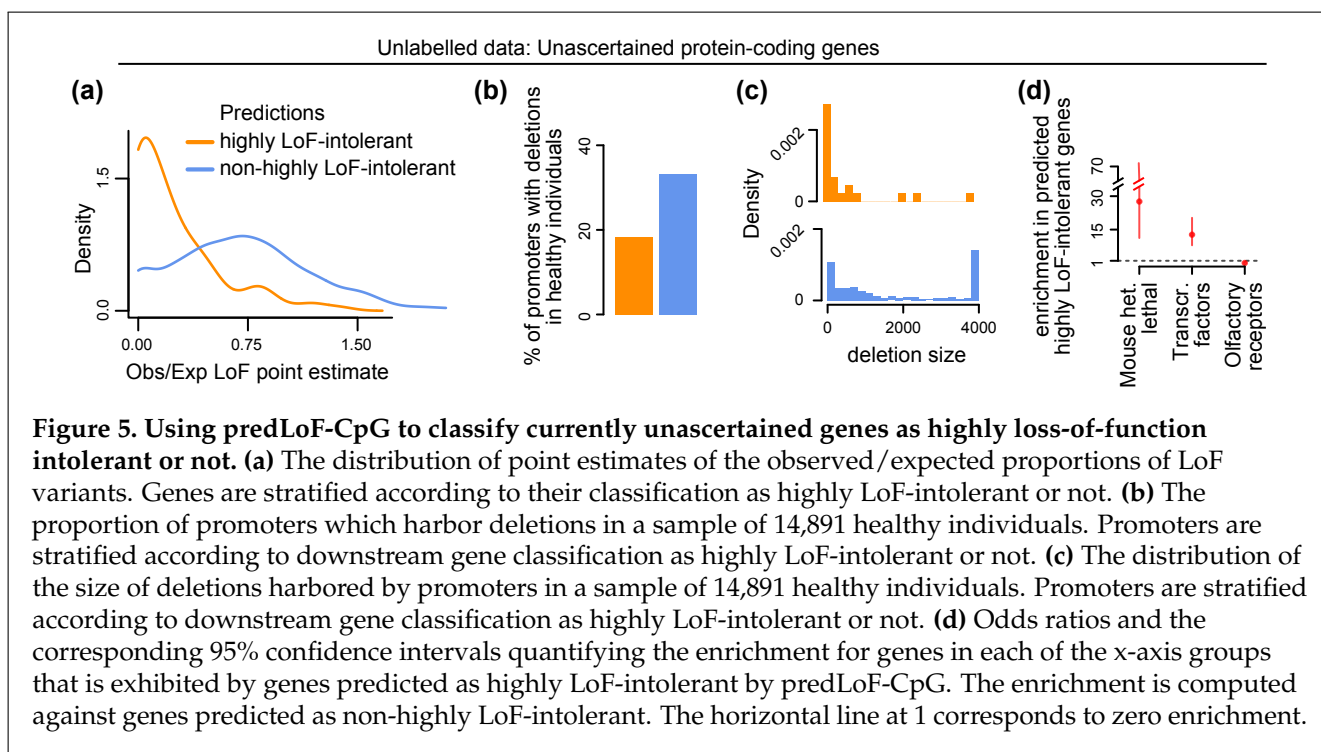 Unlabelled data: Unascertained protein-coding genes
(a)
Predictions
highly LoF-intolerant
non-highly LoF-intolerant
Density
1.5
0.0
0.00 0.75 1.50
Obs/Exp LoF point estimate
(b)
% of promoters with deletions
in healthy individuals
40
20
0
(c)
Density
0.002
0
0.002
0
0 2000 4000
deletion size
(d)
enrichment in predicted
highly LoF-intolerant genes
70
30
15
1
Mouse het.
lethal
Transcr.
factors
Olfactory
receptors
Figure 5. Using predLoF-CpG to classify currently unascertained genes as highly loss-of-function
intolerant or not. (a) The distribution of point estimates of the observed/expected proportions of LoF
variants. Genes are stratified according to their classification as highly LoF-intolerant or not. (b) The
proportion of promoters which harbor deletions in a sample of 14,891 healthy individuals. Promoters are
stratified according to downstream gene classification as highly LoF-intolerant or not. (c) The distribution of
the size of deletions harbored by promoters in a sample of 14,891 healthy individuals. Promoters are stratified
according to downstream gene classification as highly LoF-intolerant or not. (d) Odds ratios and the
corresponding 95% confidence intervals quantifying the enrichment for genes in each of the x-axis groups
that is exhibited by genes predicted as highly LoF-intolerant by predLoF-CpG. The enrichment is computed
against genes predicted as non-highly LoF-intolerant. The horizontal line at 1 corresponds to zero enrichment.